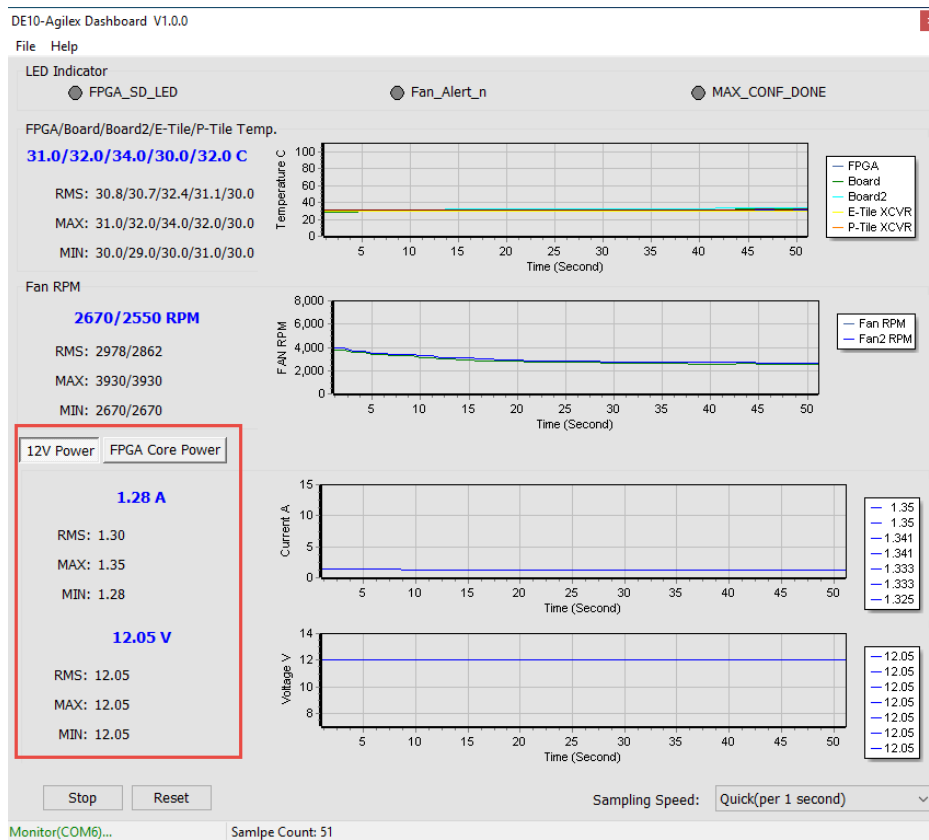 DE10-Agilex Dashboard V1.0.0
File Help
LED Indicator
FPGA_SD_LED Fan_Alert_n MAX_CONF_DONE
FPGA/Board/Board2/E-Tile/P-Tile Temp.
31.0/32.0/34.0/30.0/32.0 C
RMS: 30.8/30.7/32.4/31.1/30.0
MAX: 31.0/32.0/34.0/32.0/30.0
MIN: 30.0/29.0/30.0/31.0/30.0
Temperature C
100
80
60
40
20
0
5 10 15 20 25 30 35 40 45 50
Time (Second)
FPGA
Board
Board2
E-Tile XCVR
P-Tile XCVR
Fan RPM
2670/2550 RPM
RMS: 2978/2862
MAX: 3930/3930
MIN: 2670/2670
FAN RPM
8,000
6,000
4,000
2,000
0
5 10 15 20 25 30 35 40 45 50
Time (Second)
Fan RPM
Fan2 RPM
12V Power FPGA Core Power
1.28 A
RMS: 1.30
MAX: 1.35
MIN: 1.28
Current A
15
10
5
0
5 10 15 20 25 30 35 40 45 50
Time (Second)
1.35
1.35
1.341
1.341
1.333
1.333
1.325
12.05 V
RMS: 12.05
MAX: 12.05
MIN: 12.05
Voltage V
14
12
10
8
5 10 15 20 25 30 35 40 45 50
Time (Second)
12.05
12.05
12.05
12.05
12.05
12.05
12.05
Stop Reset Sampling Speed: Quick(per 1 second)
Monitor(COM6)... Samlpe Count: 51